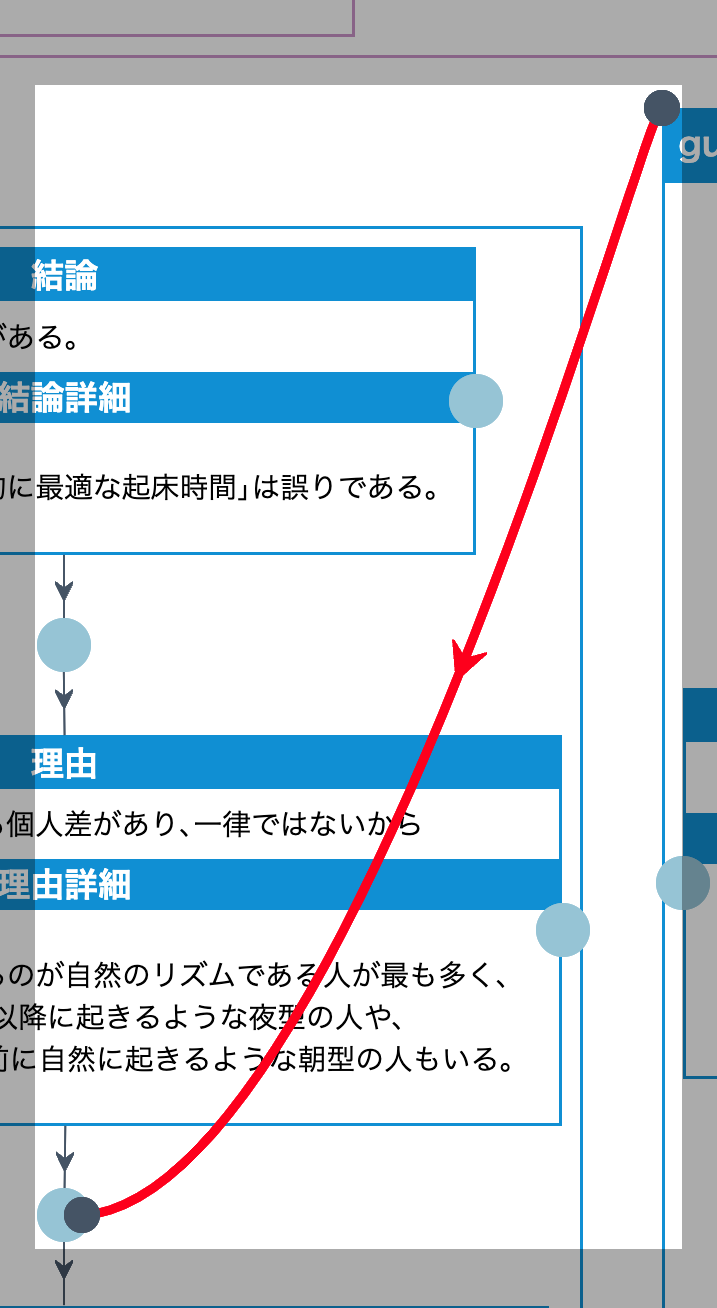 gu
結論
がある。
結論詳細
的に最適な起床時間」は誤りである。
理由
個人差があり、一律ではないから
理由詳細
ものが自然のリズムである人が最も多く、
以降に起きるような夜型の人や、
前に自然に起きるような朝型の人もいる。